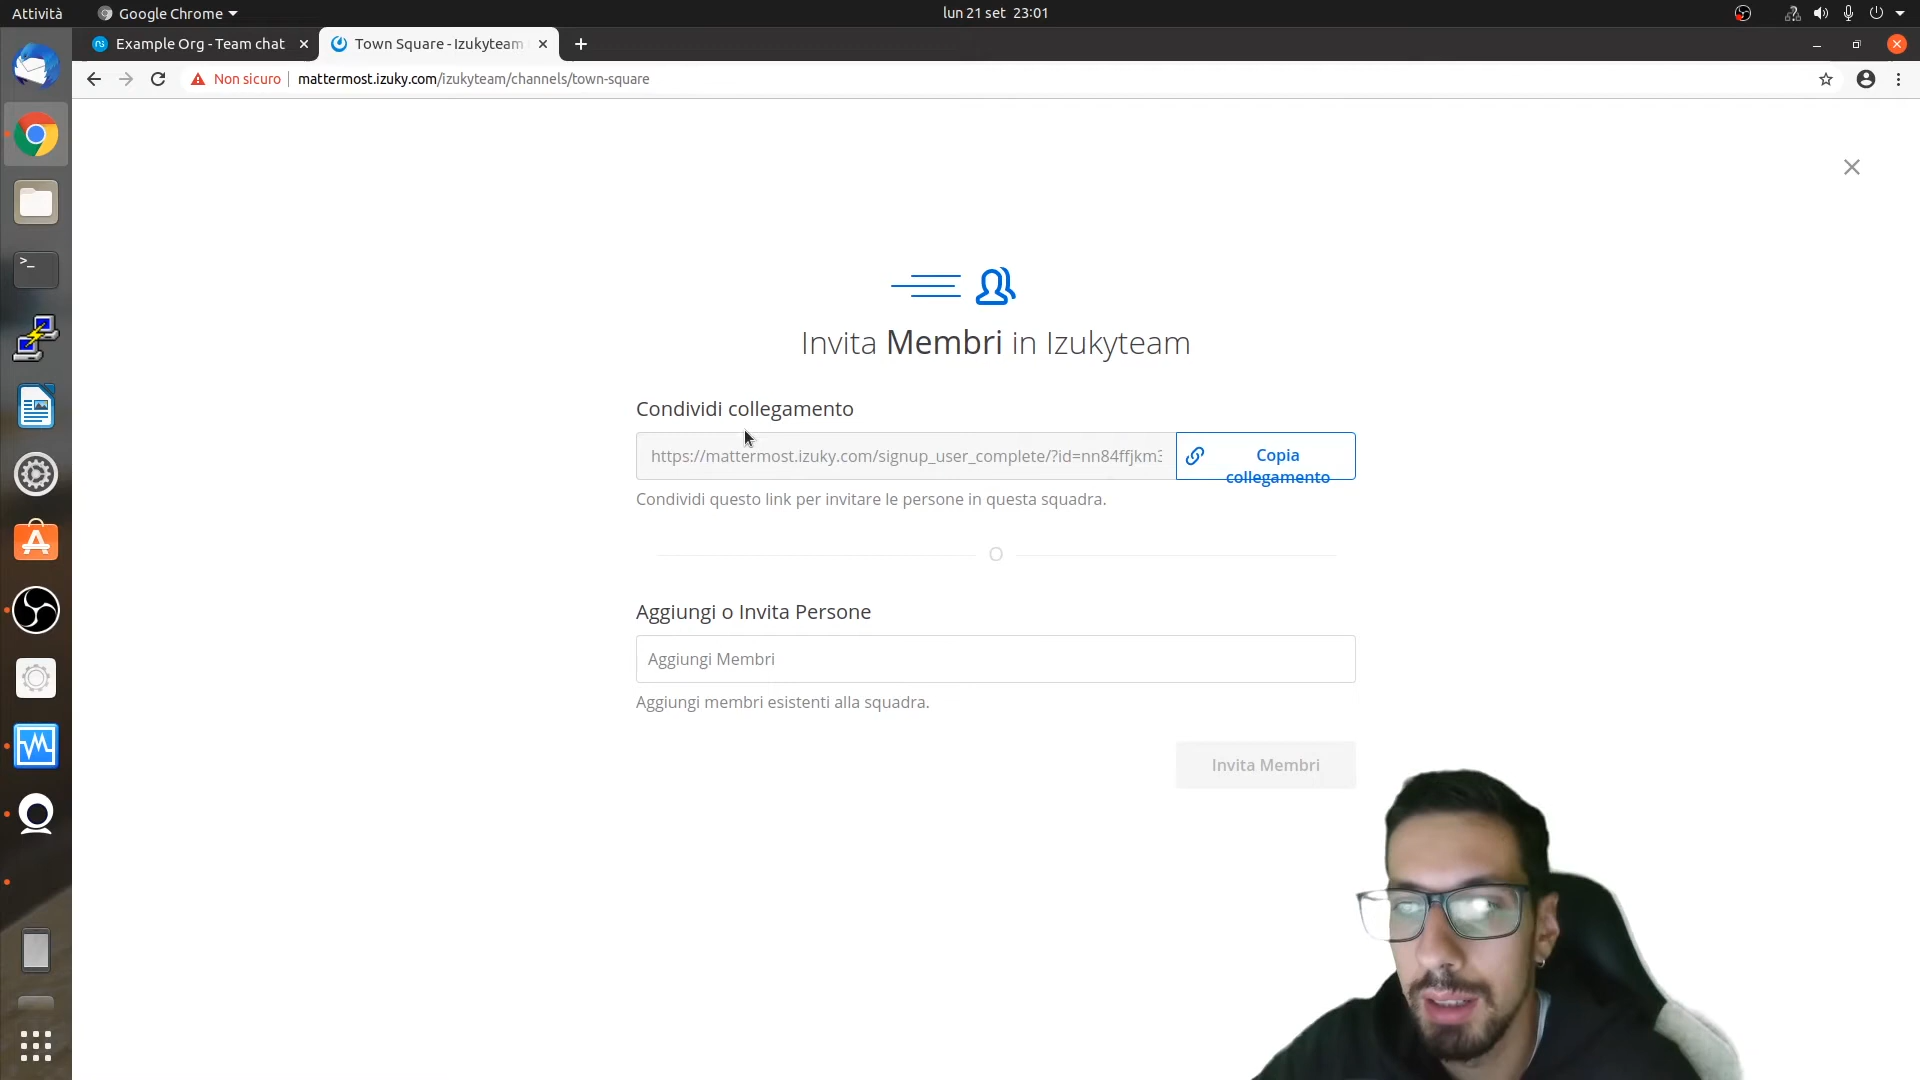 Attività
Google Chrome
lun 21 set 23:01
Example Org - Team chat
Town Square - Izukyteam
Non sicuro
mattermost.izuky.com/izukyteam/channels/town-square
Invita Membri in Izukyteam
Condividi collegamento
https://mattermost.izuky.com/signup_user_complete/?id=nn84ffjkm3
Copia
collegamento
Condividi questo link per invitare le persone in questa squadra.
O
Aggiungi o Invita Persone
Aggiungi Membri
Aggiungi membri esistenti alla squadra.
Invita Membri